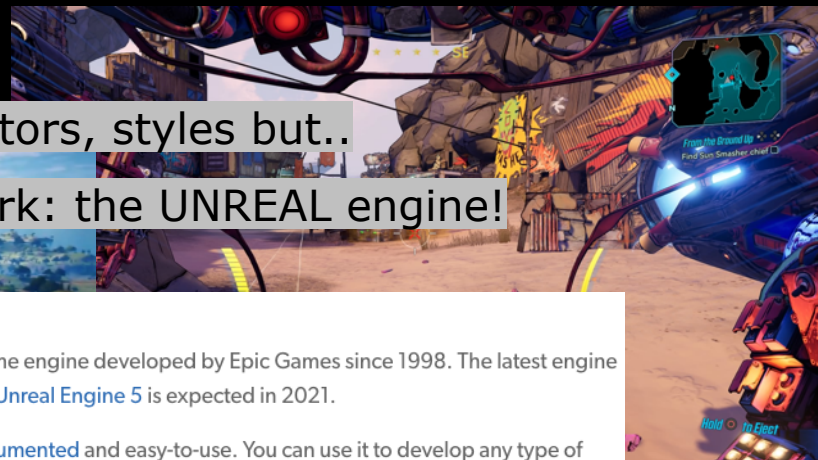 SE
tors, styles but..
From the Ground Up
Find Sun Smasher chief
N
rk: the UNREAL engine!
ne engine developed by Epic Games since 1998. The latest engine
Unreal Engine 5 is expected in 2021.
Hold to Eject
umented and easy-to-use. You can use it to develop any type of